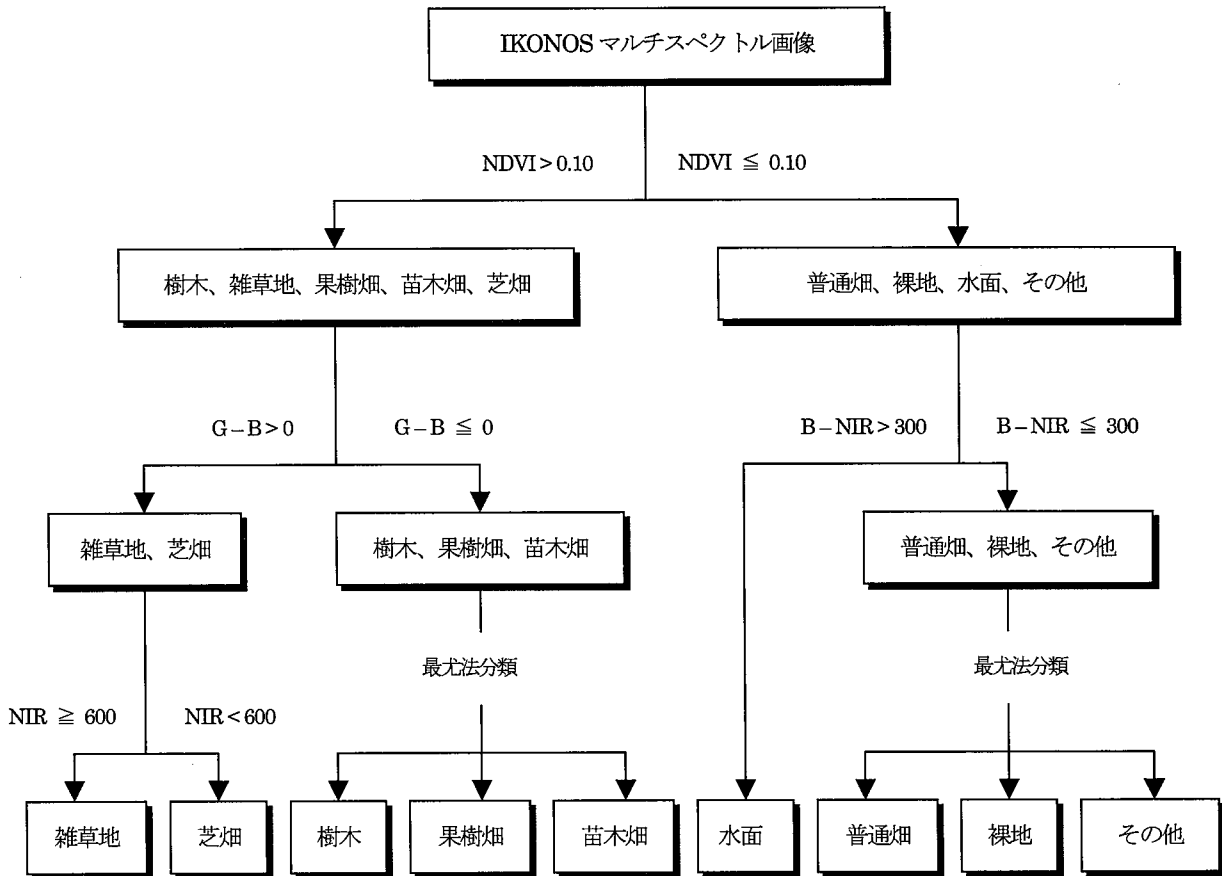 IKONOS マルチスペクトル画像
NDVI>0.10
NDVI ≦ 0.10
樹木、雑草地、果樹畑、苗木畑、芝畑
普通畑、裸地、水面、その他
G−B>0
G−B ≦ 0
B−NIR>300
B−NIR ≦ 300
雑草地、芝畑
樹木、果樹畑、苗木畑
普通畑、裸地、その他
最尤法分類
最尤法分類
NIR ≧ 600
NIR<600
雑草地
芝畑
樹木
果樹畑
苗木畑
水面
普通畑
裸地
その他